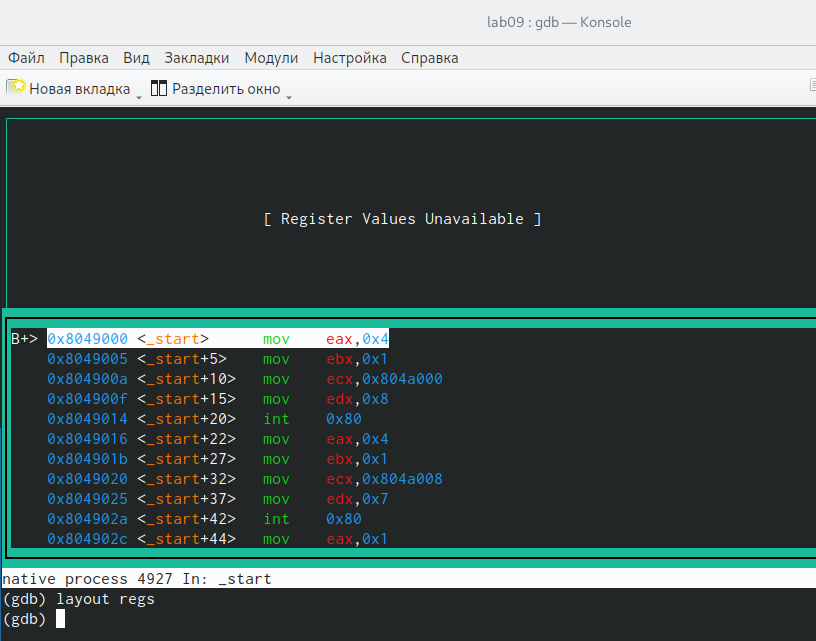 lab09 : gdb — Konsole
Файл Правка Вид Закладки Модули Настройка Справка
Новая вкладка Разделить окно
[ Register Values Unavailable ]
B+> 0x8049000 <_start> mov eax,0x4
0x8049005 <_start+5> mov ebx,0x1
0x804900a <_start+10> mov ecx,0x804a000
0x804900f <_start+15> mov edx,0x8
0x8049014 <_start+20> int 0x80
0x8049016 <_start+22> mov eax,0x4
0x804901b <_start+27> mov ebx,0x1
0x8049020 <_start+32> mov ecx,0x804a008
0x8049025 <_start+37> mov edx,0x7
0x804902a <_start+42> int 0x80
0x804902c <_start+44> mov eax,0x1
native process 4927 In: _start
(gdb) layout regs
(gdb)